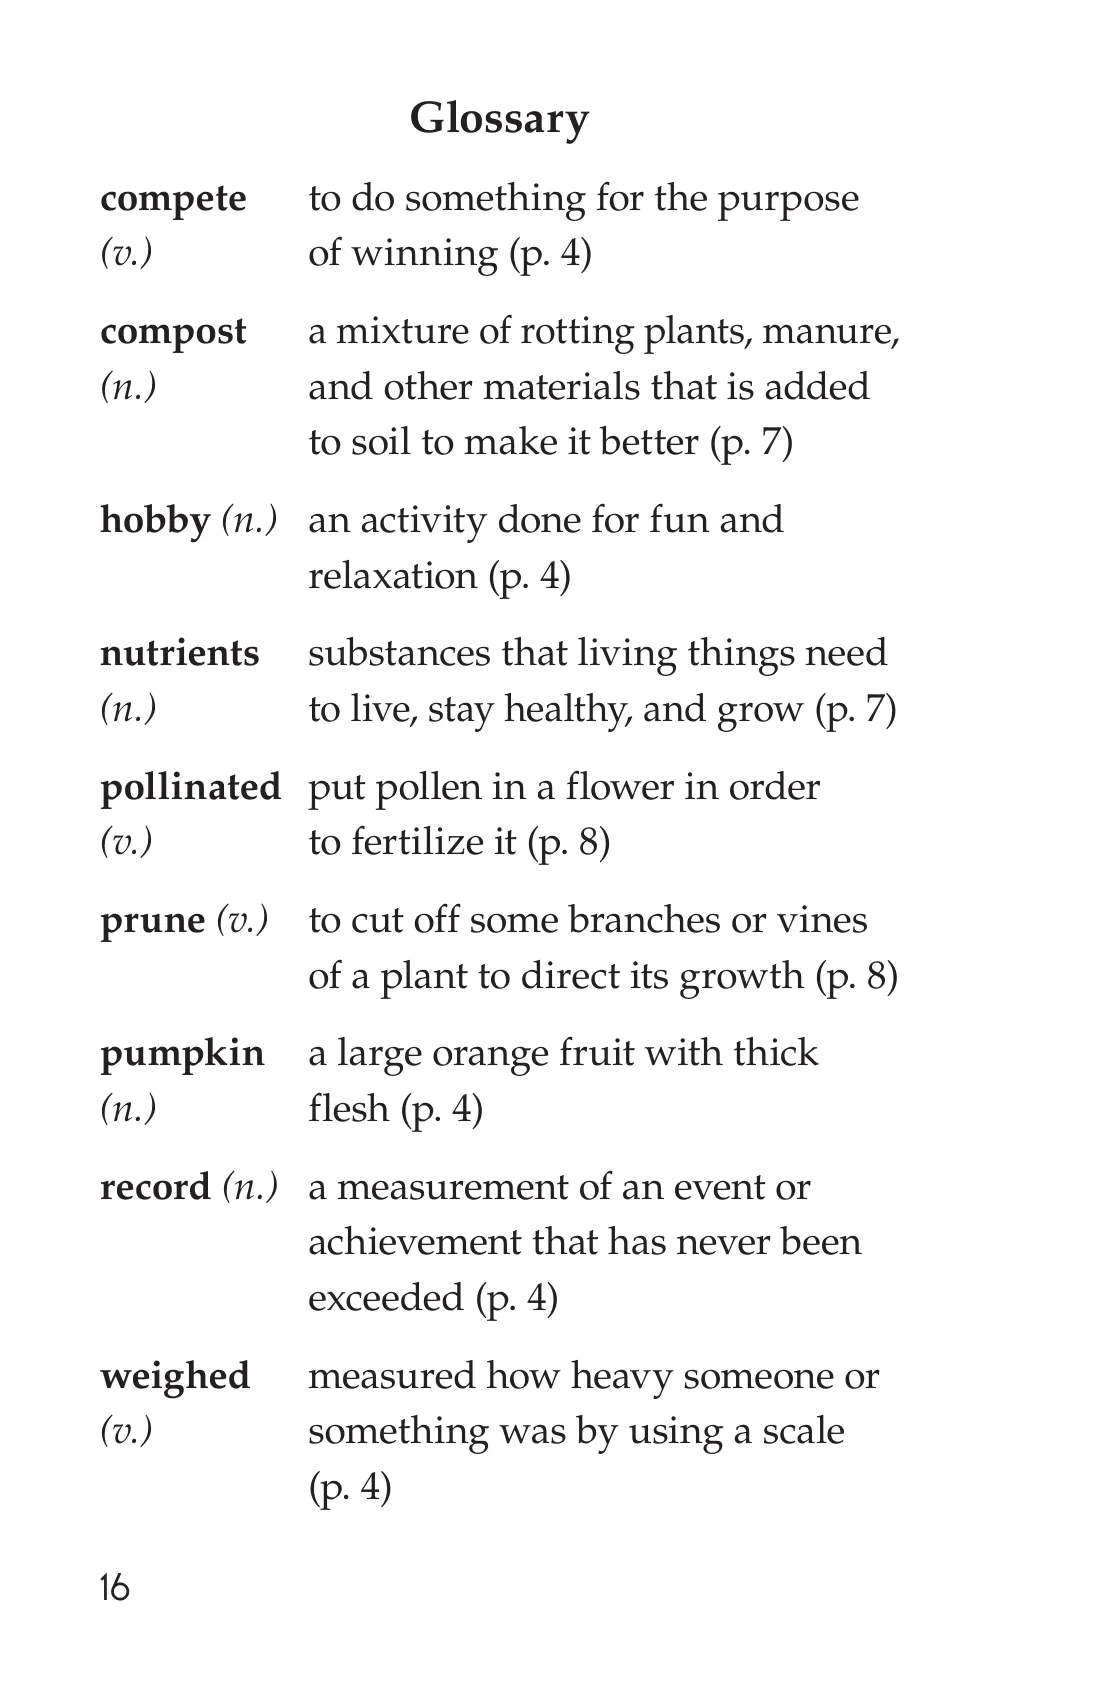 Glossary
compete to do something for the purpose
(v.) of winning (p. 4)
compost a mixture of rotting plants, manure,
(n.) and other materials that is added
to soil to make it better (p. 7)
hobby (n.) an activity done for fun and
relaxation (p. 4)
nutrients substances that living things need
(n.) to live, stay healthy, and grow (p. 7)
pollinated put pollen in a flower in order
(v.) to fertilize it (p. 8)
prune (v.) to cut off some branches or vines
of a plant to direct its growth (p. 8)
pumpkin a large orange fruit with thick
(n.) flesh (p. 4)
record (n.) a measurement of an event or
achievement that has never been
exceeded (p. 4)
weighed measured how heavy someone or
(v.) something was by using a scale
(p. 4)
16